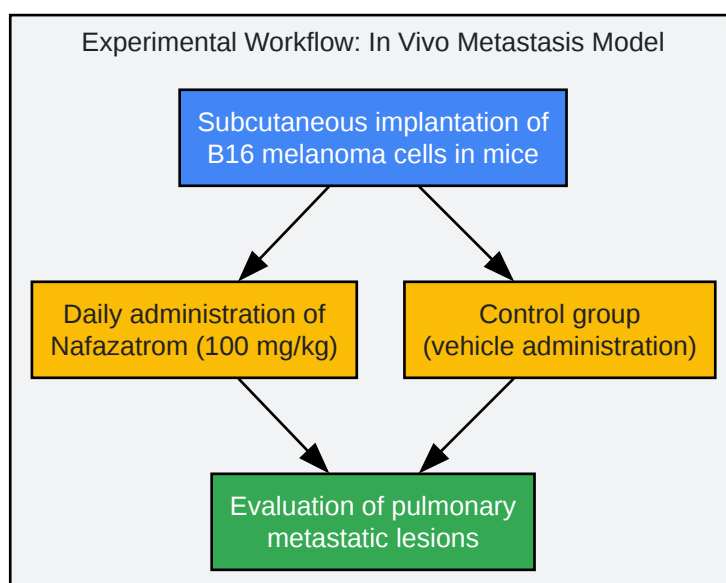 Experimental Workflow: In Vivo Metastasis Model
Subcutaneous implantation of
B16 melanoma cells in mice
Daily administration of
Nafazatrom (100 mg/kg)
Control group
(vehicle administration)
Evaluation of pulmonary
metastatic lesions